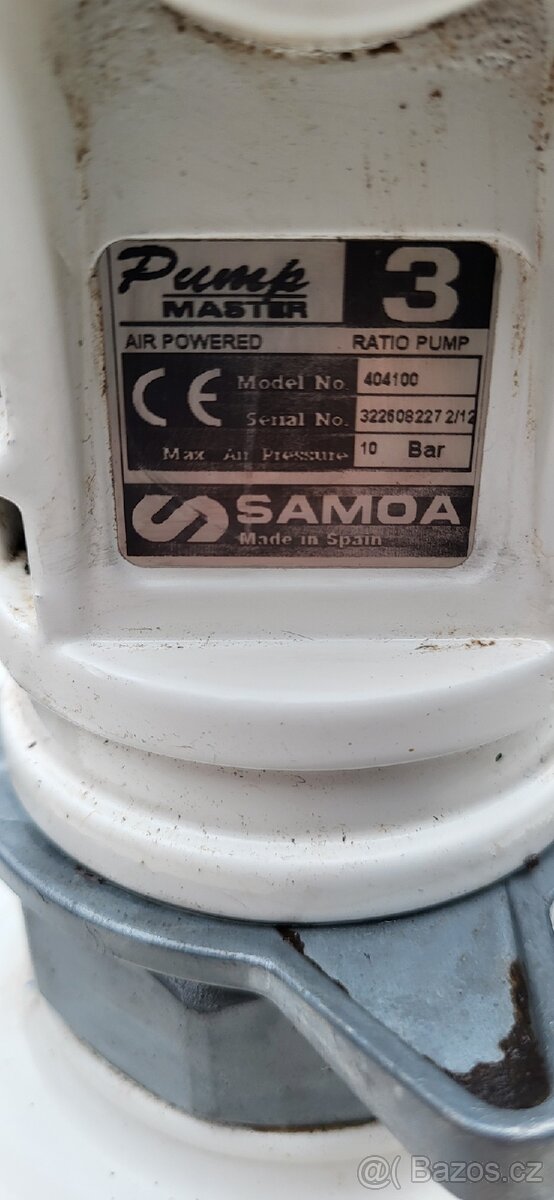 Pump
MASTER
3
AIR POWERED RATIO PUMP
CE Model No. 404100
Serial No. 322608227 2/12
Max. Air Pressure 10 Bar
SAMOA
Made in Spain
@() Bazos.cz